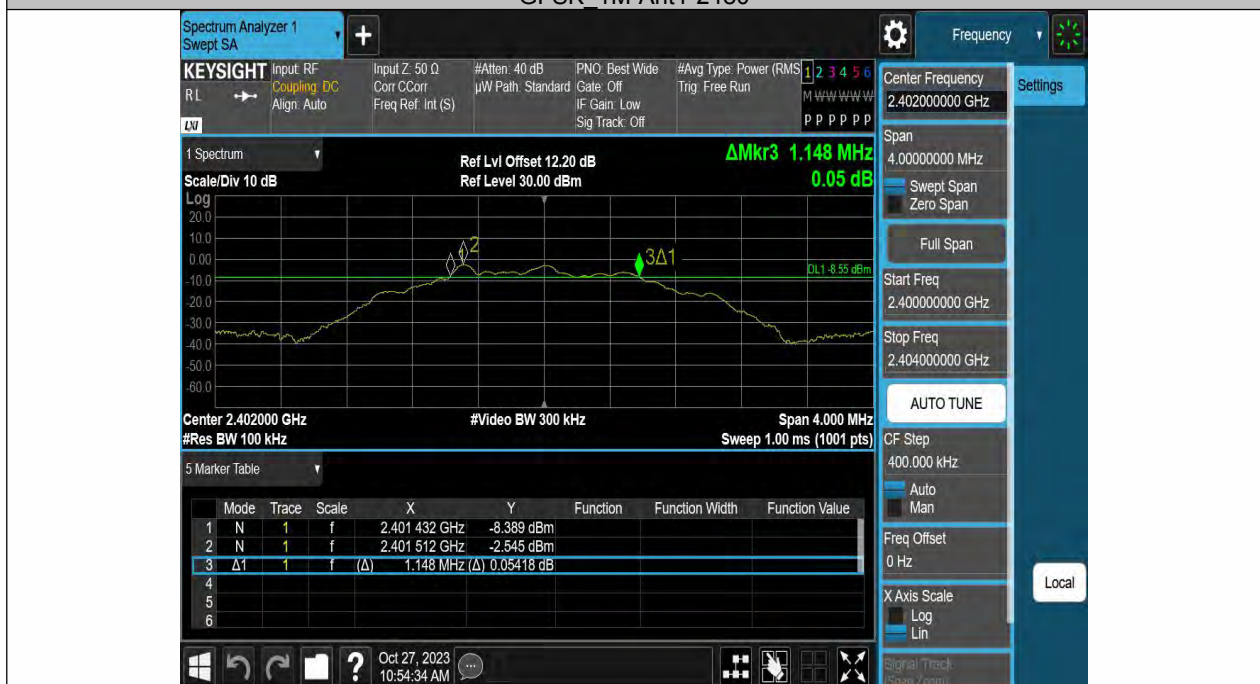 Spectrum Analyzer 1
Swept SA
+
Frequency
KEYSIGHT
RL
LXI
Input: RF
Coupling: DC
Align: Auto
Input Z: 50 Ω
Corr CCorr
Freq Ref: Int (S)
#Atten: 40 dB
µW Path: Standard
PNO: Best Wide
Gate: Off
IF Gain: Low
Sig Track: Off
#Avg Type: Power (RMS
Trig: Free Run
1 2 3 4 5 6
M W W W W W
P P P P P P
1 Spectrum
Ref Lvl Offset 12.20 dB
ΔMkr3 1.148 MHz
Scale/Div 10 dB
Ref Level 30.00 dBm
0.05 dB
Log
20.0
10.0
0.00
-10.0
-20.0
-30.0
-40.0
-50.0
-60.0
2
3Δ1
DL1 -8.55 dBm
Center 2.402000 GHz
#Video BW 300 kHz
Span 4.000 MHz
#Res BW 100 kHz
Sweep 1.00 ms (1001 pts)
5 Marker Table
Mode Trace Scale X Y Function Function Width Function Value
1 N 1 f 2.401 432 GHz -8.389 dBm
2 N 1 f 2.401 512 GHz -2.545 dBm
3 Δ1 1 f (Δ) 1.148 MHz (Δ) 0.05418 dB
4
5
6
?
Oct 27, 2023
10:54:34 AM
Center Frequency
2.402000000 GHz
Settings
Span
4.00000000 MHz
Swept Span
Zero Span
Full Span
Start Freq
2.400000000 GHz
Stop Freq
2.404000000 GHz
AUTO TUNE
CF Step
400.000 kHz
Auto
Man
Freq Offset
0 Hz
Local
X Axis Scale
Log
Lin
Signal Track
(Span Zoom)